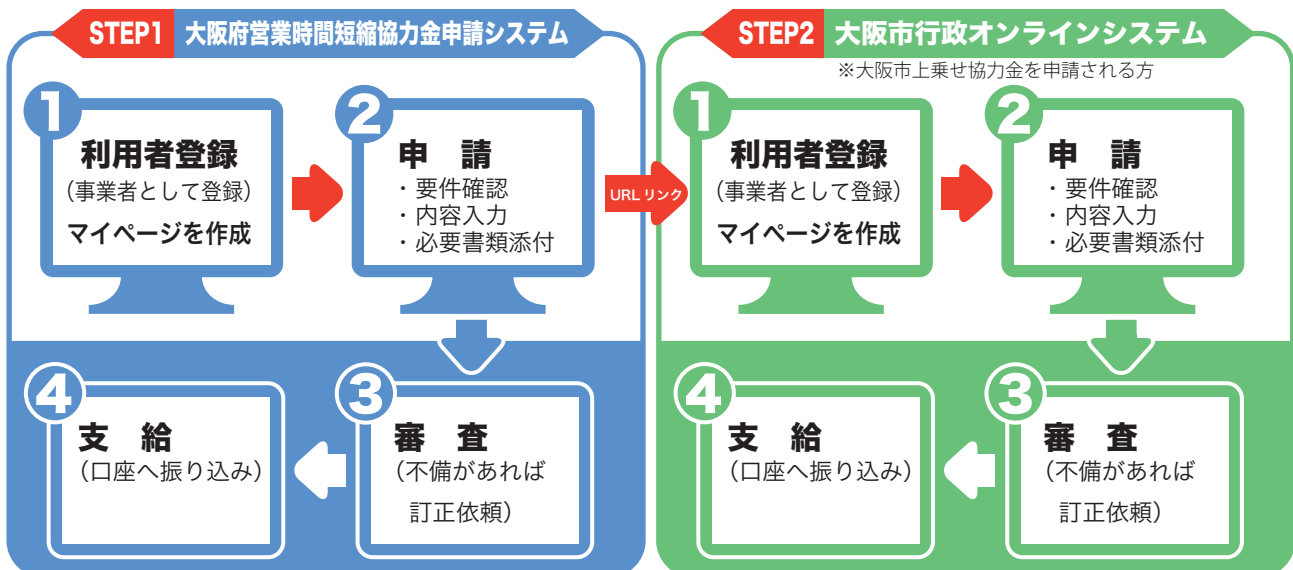 STEP1 大阪府営業時間短縮協力金申請システム
1
利用者登録
（事業者として登録）
マイページを作成
2
申　請
・要件確認
・内容入力
・必要書類添付
3
審　査
（不備があれば
訂正依頼）
4
支　給
（口座へ振り込み）
URL リンク
STEP2 大阪市行政オンラインシステム
※大阪市上乗せ協力金を申請される方
1
利用者登録
（事業者として登録）
マイページを作成
2
申　請
・要件確認
・内容入力
・必要書類添付
3
審　査
（不備があれば
訂正依頼）
4
支　給
（口座へ振り込み）